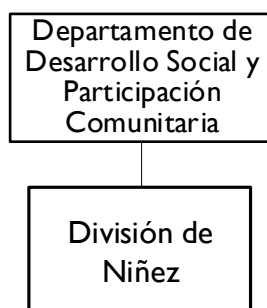 Departamento de
Desarrollo Social y
Participación
Comunitaria
División de
Niñez